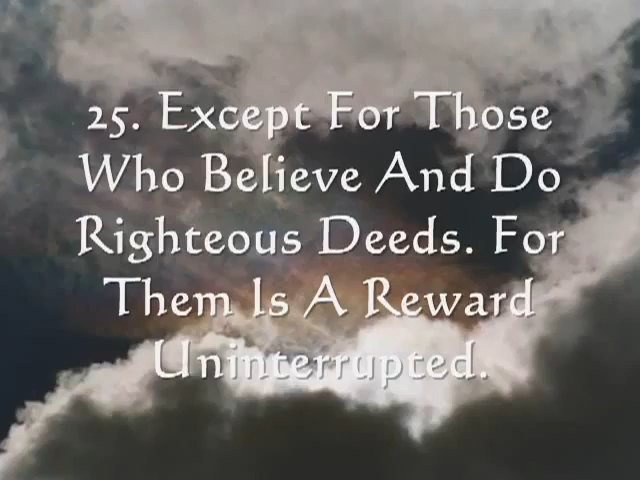 25. Except For Those
Who Believe And Do
Righteous Deeds. For
Them Is A Reward
Uninterrupted.